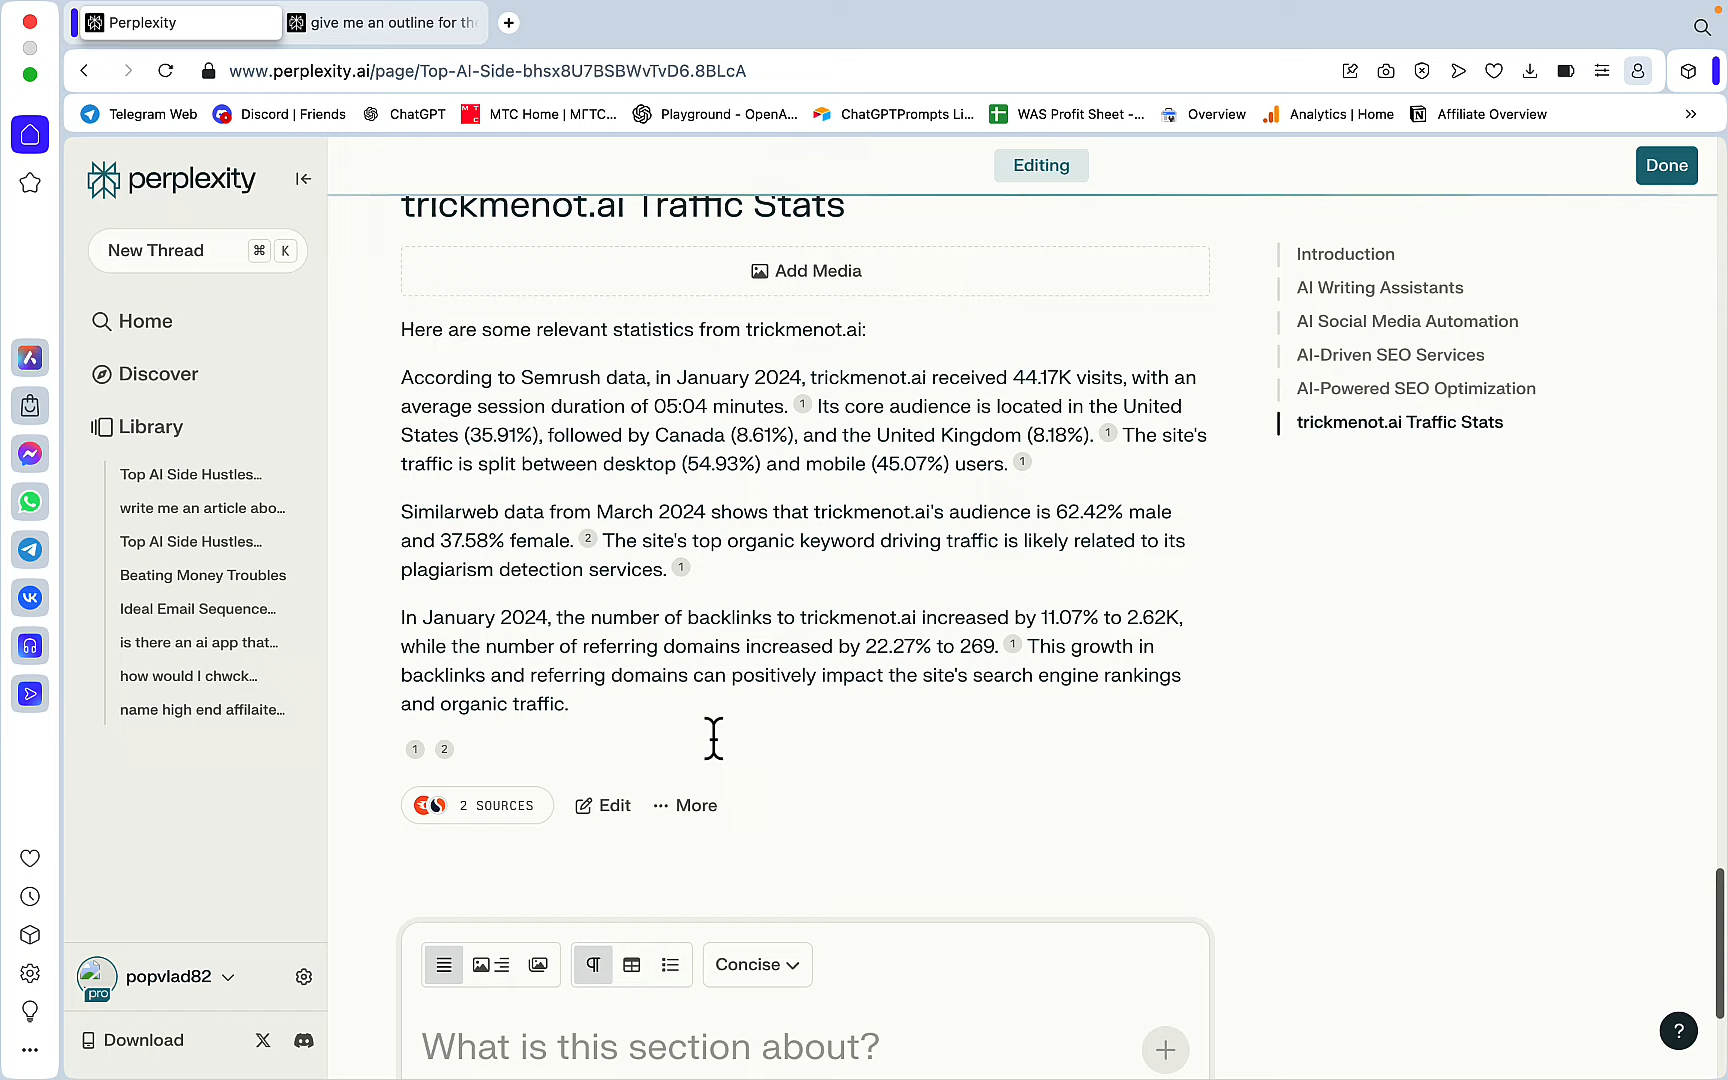 Perplexity
give me an outline for th
www.perplexity.ai/page/Top-AI-Side-bhsx8U7BSBWvTvD6.8BLcA
Telegram Web
Discord | Friends
ChatGPT
МТС Home | МГТС...
Playground - OpenA...
ChatGPTPrompts Li...
WAS Profit Sheet -...
Overview
Analytics | Home
Affiliate Overview
perplexity
New Thread
⌘ K
Home
Discover
Library
Top AI Side Hustles...
write me an article abo...
Top AI Side Hustles...
Beating Money Troubles
Ideal Email Sequence...
is there an ai app that...
how would I chwck...
name high end affilaite...
popvlad82
pro
Download
Editing
Done
trickmenot.ai Traffic Stats
Add Media
Here are some relevant statistics from trickmenot.ai:
According to Semrush data, in January 2024, trickmenot.ai received 44.17K visits, with an
average session duration of 05:04 minutes. 1 Its core audience is located in the United
States (35.91%), followed by Canada (8.61%), and the United Kingdom (8.18%). 1 The site's
traffic is split between desktop (54.93%) and mobile (45.07%) users. 1
Similarweb data from March 2024 shows that trickmenot.ai's audience is 62.42% male
and 37.58% female. 2 The site's top organic keyword driving traffic is likely related to its
plagiarism detection services. 1
In January 2024, the number of backlinks to trickmenot.ai increased by 11.07% to 2.62K,
while the number of referring domains increased by 22.27% to 269. 1 This growth in
backlinks and referring domains can positively impact the site's search engine rankings
and organic traffic.
1 2
2 SOURCES
Edit
More
Concise
What is this section about?
Introduction
AI Writing Assistants
AI Social Media Automation
AI-Driven SEO Services
AI-Powered SEO Optimization
trickmenot.ai Traffic Stats
?